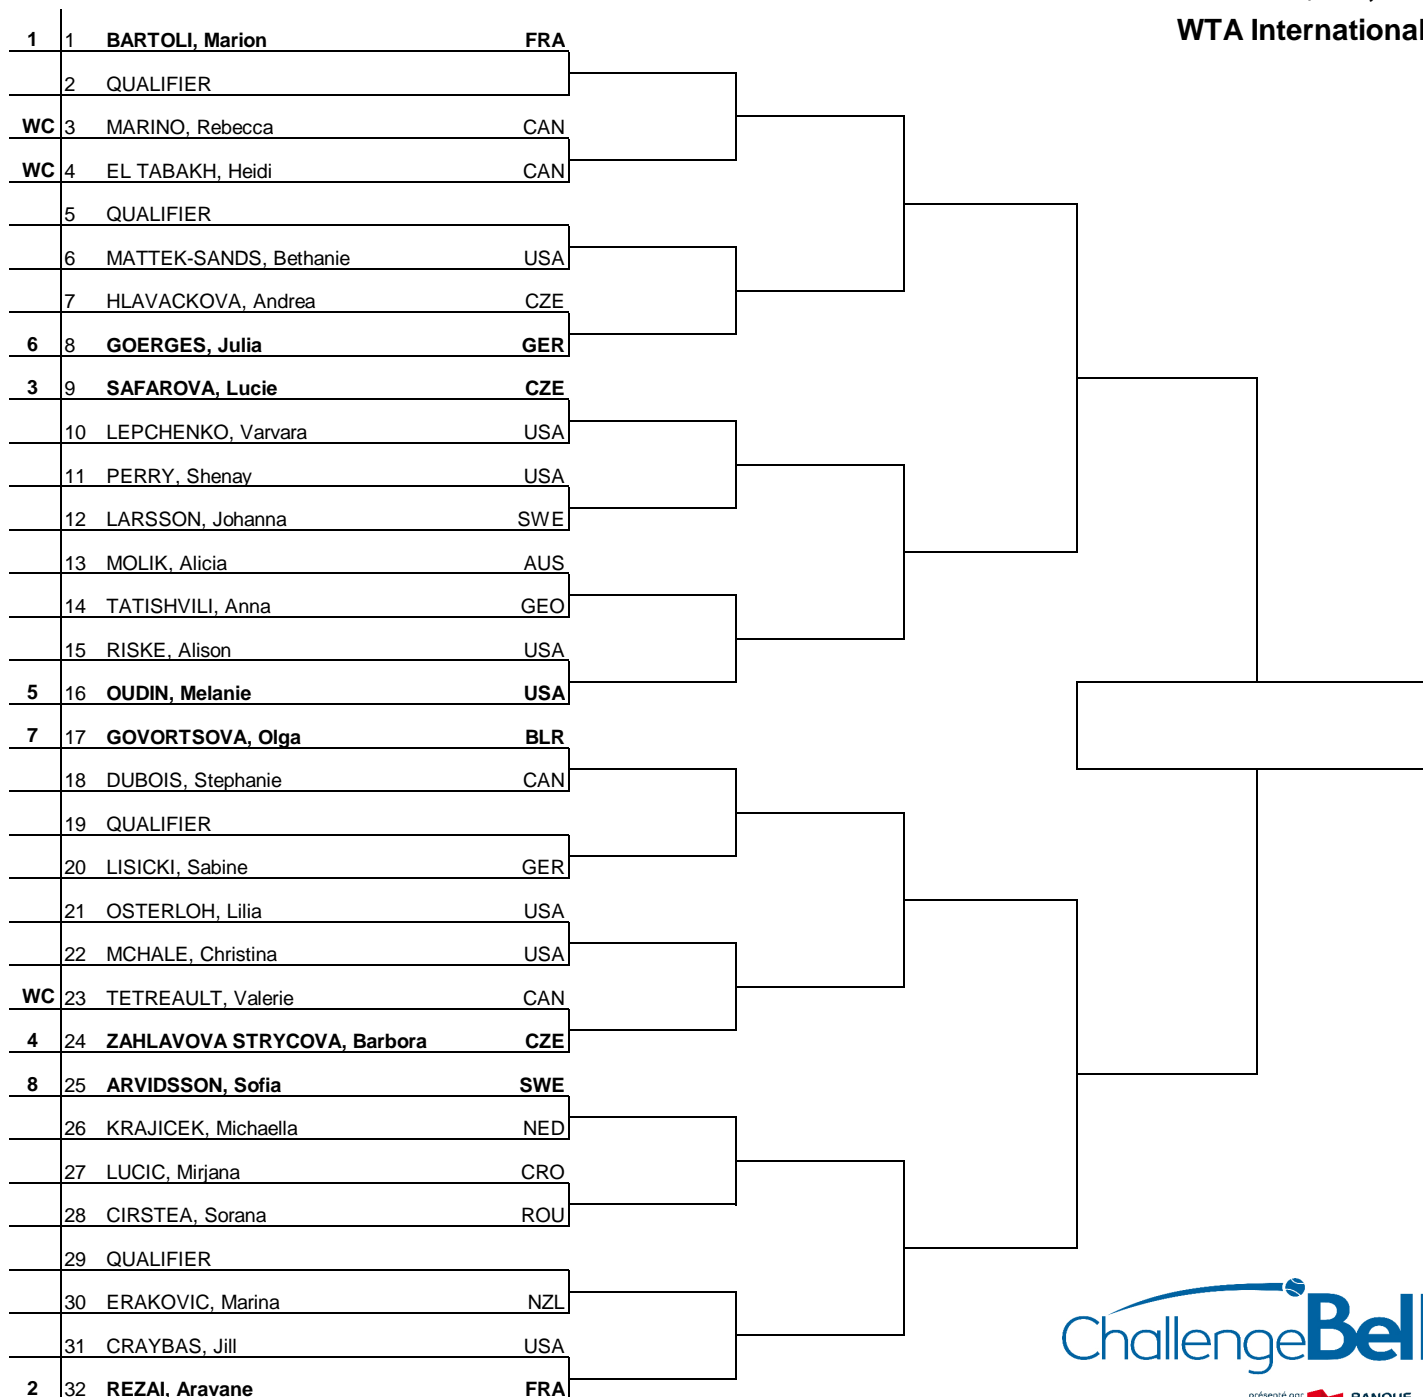 WTA International
1 1 BARTOLI, Marion FRA
2 QUALIFIER
WC 3 MARINO, Rebecca CAN
WC 4 EL TABAKH, Heidi CAN
5 QUALIFIER
6 MATTEK-SANDS, Bethanie USA
7 HLAVACKOVA, Andrea CZE
6 8 GOERGES, Julia GER
3 9 SAFAROVA, Lucie CZE
10 LEPCHENKO, Varvara USA
11 PERRY, Shenay USA
12 LARSSON, Johanna SWE
13 MOLIK, Alicia AUS
14 TATISHVILI, Anna GEO
15 RISKE, Alison USA
5 16 OUDIN, Melanie USA
7 17 GOVORTSOVA, Olga BLR
18 DUBOIS, Stephanie CAN
19 QUALIFIER
20 LISICKI, Sabine GER
21 OSTERLOH, Lilia USA
22 MCHALE, Christina USA
WC 23 TETREAULT, Valerie CAN
4 24 ZAHLAVOVA STRYCOVA, Barbora CZE
8 25 ARVIDSSON, Sofia SWE
26 KRAJICEK, Michaella NED
27 LUCIC, Mirjana CRO
28 CIRSTEA, Sorana ROU
29 QUALIFIER
30 ERAKOVIC, Marina NZL
31 CRAYBAS, Jill USA
2 32 REZAI, Aravane FRA
ChallengeBell
présenté par BANQUE